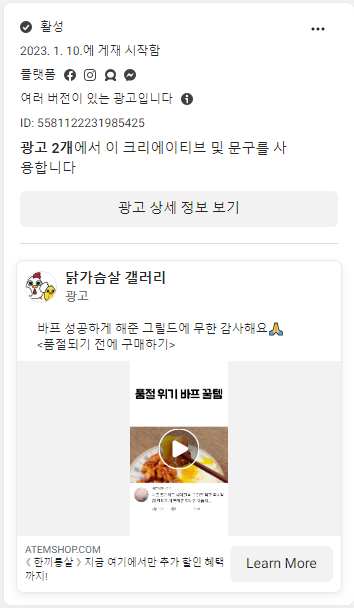 활성
2023. 1. 10.에 게재 시작함
플랫폼
여러 버전이 있는 광고입니다
ID: 5581122231985425
광고 2개에서 이 크리에이티브 및 문구를 사
용합니다
광고 상세 정보 보기
닭가슴살 갤러리
광고
바프 성공하게 해준 그릴드에 무한 감사해요🙏
<품절되기 전에 구매하기>
품절 위기 바프 꿀템
ATEMSHOP.COM
《 한끼통살 》지금 여기에서만 추가 할인 혜택
까지!
Learn More